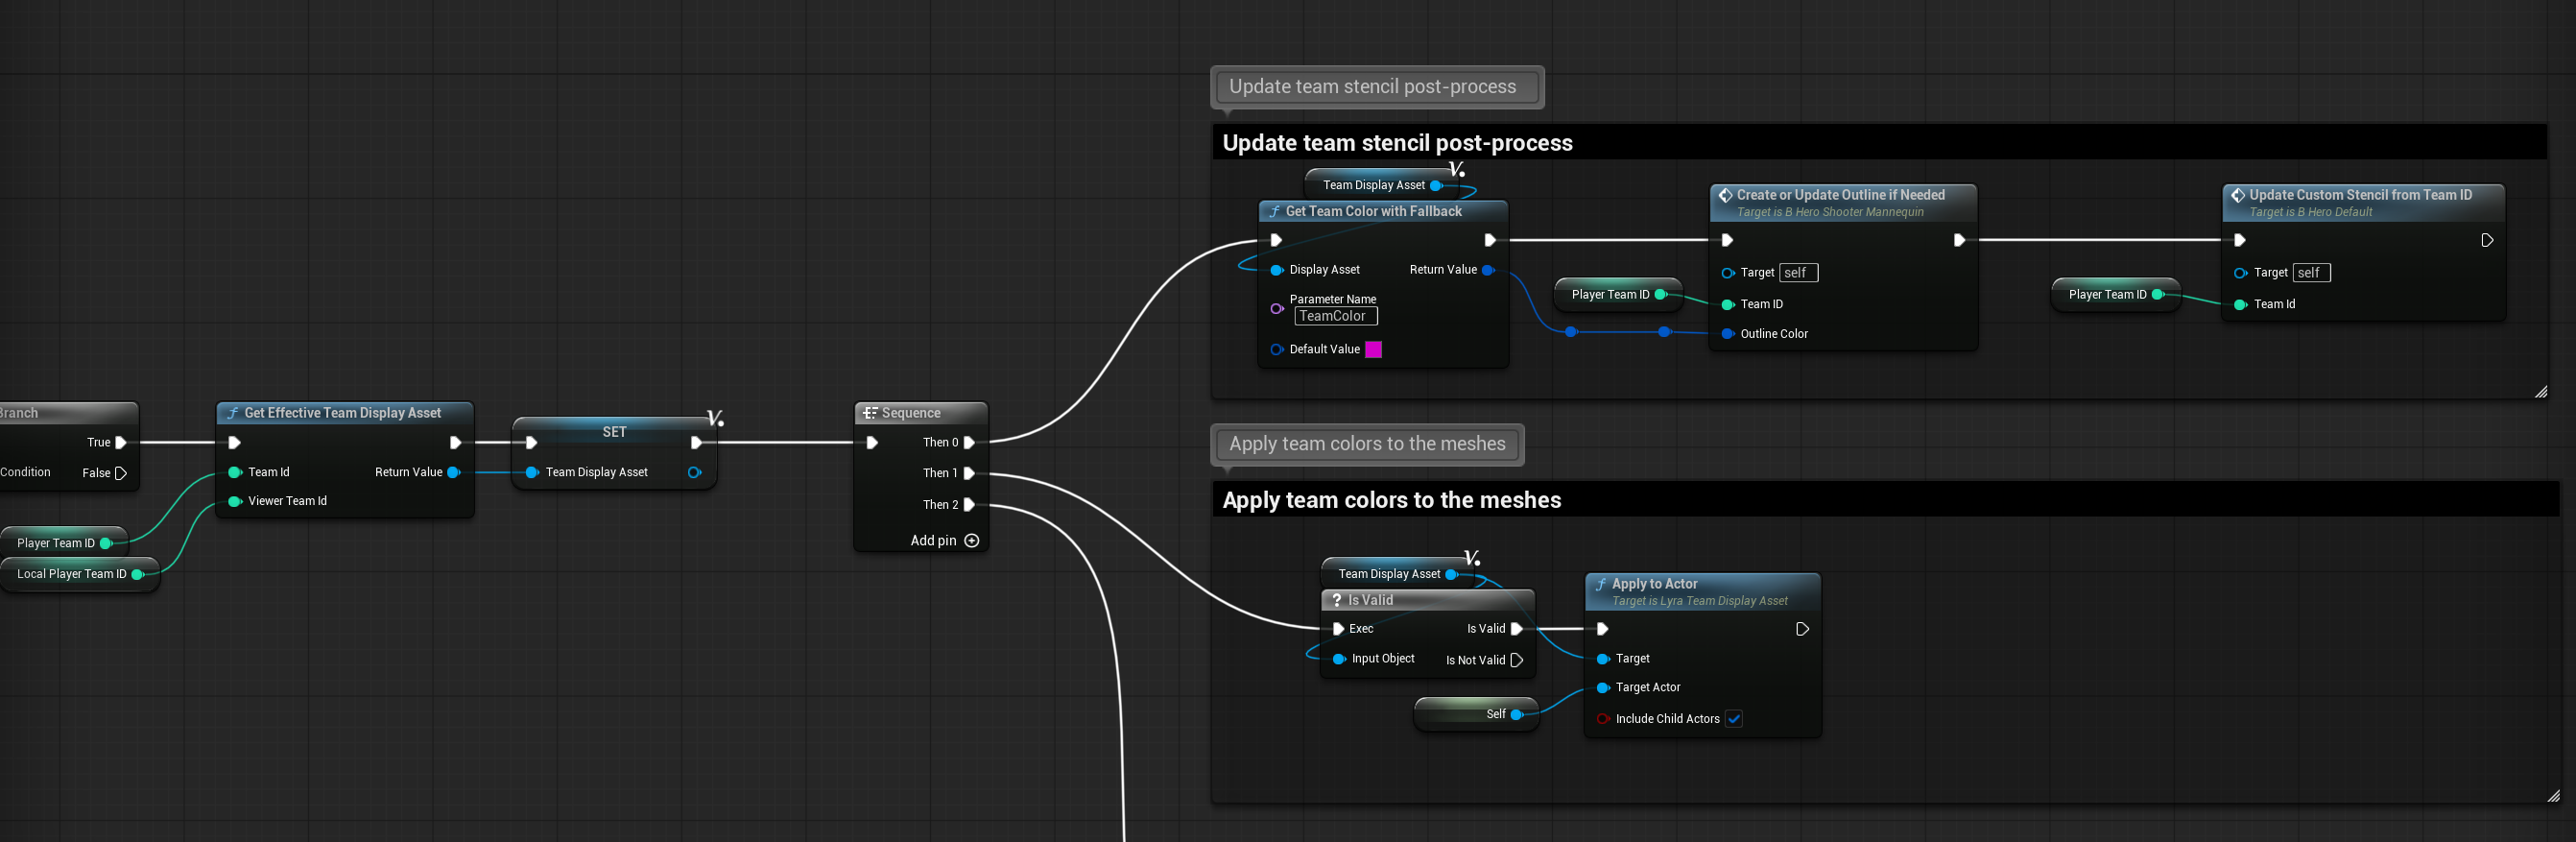 Update team stencil post-process
Update team stencil post-process
Team Display Asset
V.
Get Team Color with Fallback
Display Asset
Return Value
Parameter Name
TeamColor
Default Value
Create or Update Outline if Needed
Target is B Hero Shooter Mannequin
Target self
Player Team ID
Team ID
Outline Color
Update Custom Stencil from Team ID
Target is B Hero Default
Target self
Player Team ID
Team Id
Branch
True
Condition
False
Get Effective Team Display Asset
Team Id
Return Value
Viewer Team Id
Player Team ID
Local Player Team ID
V.
SET
Team Display Asset
Sequence
Then 0
Then 1
Then 2
Add pin
Apply team colors to the meshes
Apply team colors to the meshes
V.
Team Display Asset
? Is Valid
Exec
Is Valid
Input Object
Is Not Valid
Self
Apply to Actor
Target is Lyra Team Display Asset
Target
Target Actor
Include Child Actors